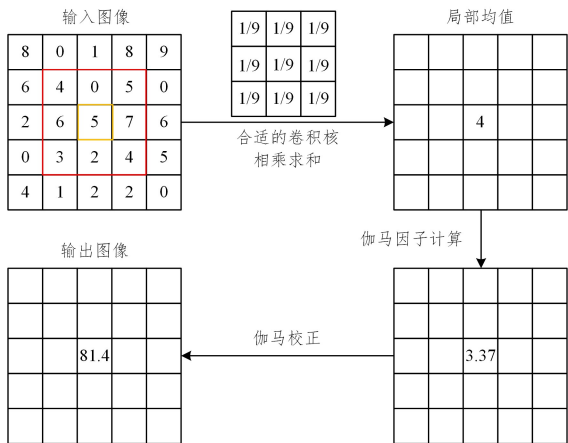 输入图像
局部均值
8 0 1 8 9
6 4 0 5 0
2 6 5 7 6
0 3 2 4 5
4 1 2 2 0
1/9 1/9 1/9
1/9 1/9 1/9
1/9 1/9 1/9
合适的卷积核
相乘求和
4
伽马因子计算
输出图像
81.4
伽马校正
3.37